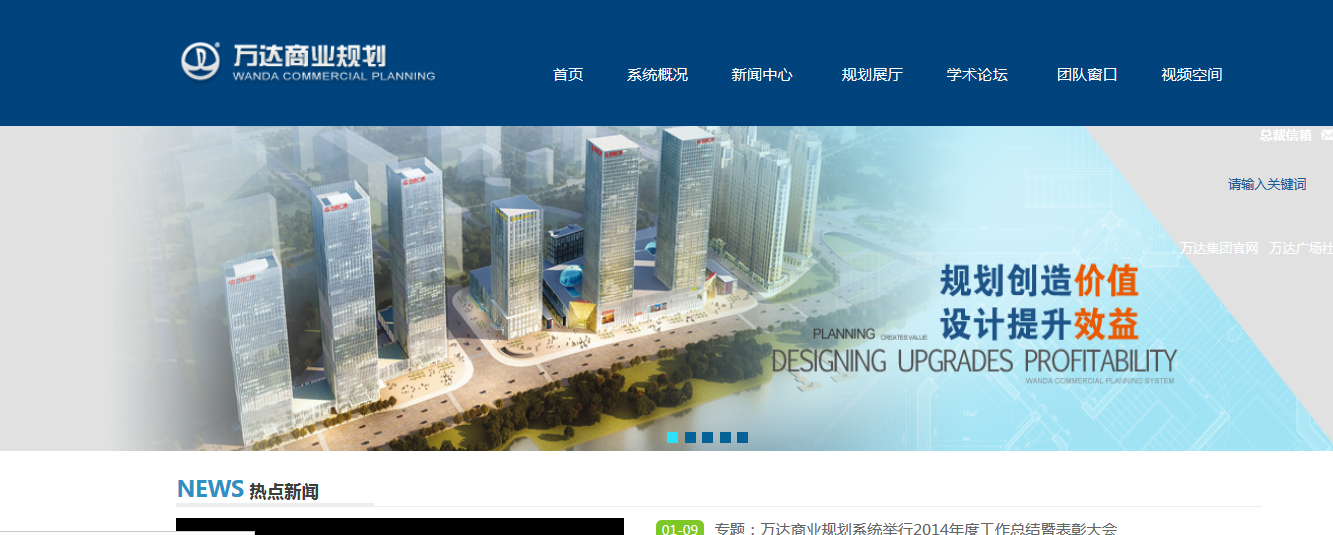 万达商业规划
WANDA COMMERCIAL PLANNING
首页 系统概况 新闻中心 规划展厅 学术论坛 团队窗口 视频空间
总裁信箱
请输入关键词
万达集团官网 万达广场社
规划创造价值
设计提升效益
PLANNING CREATES VALUE
DESIGNING UPGRADES PROFITABILITY
WANDA COMMERCIAL PLANNING SYSTEM
NEWS 热点新闻
01-09 专题：万达商业规划系统举行2014年度工作总结暨表彰大会